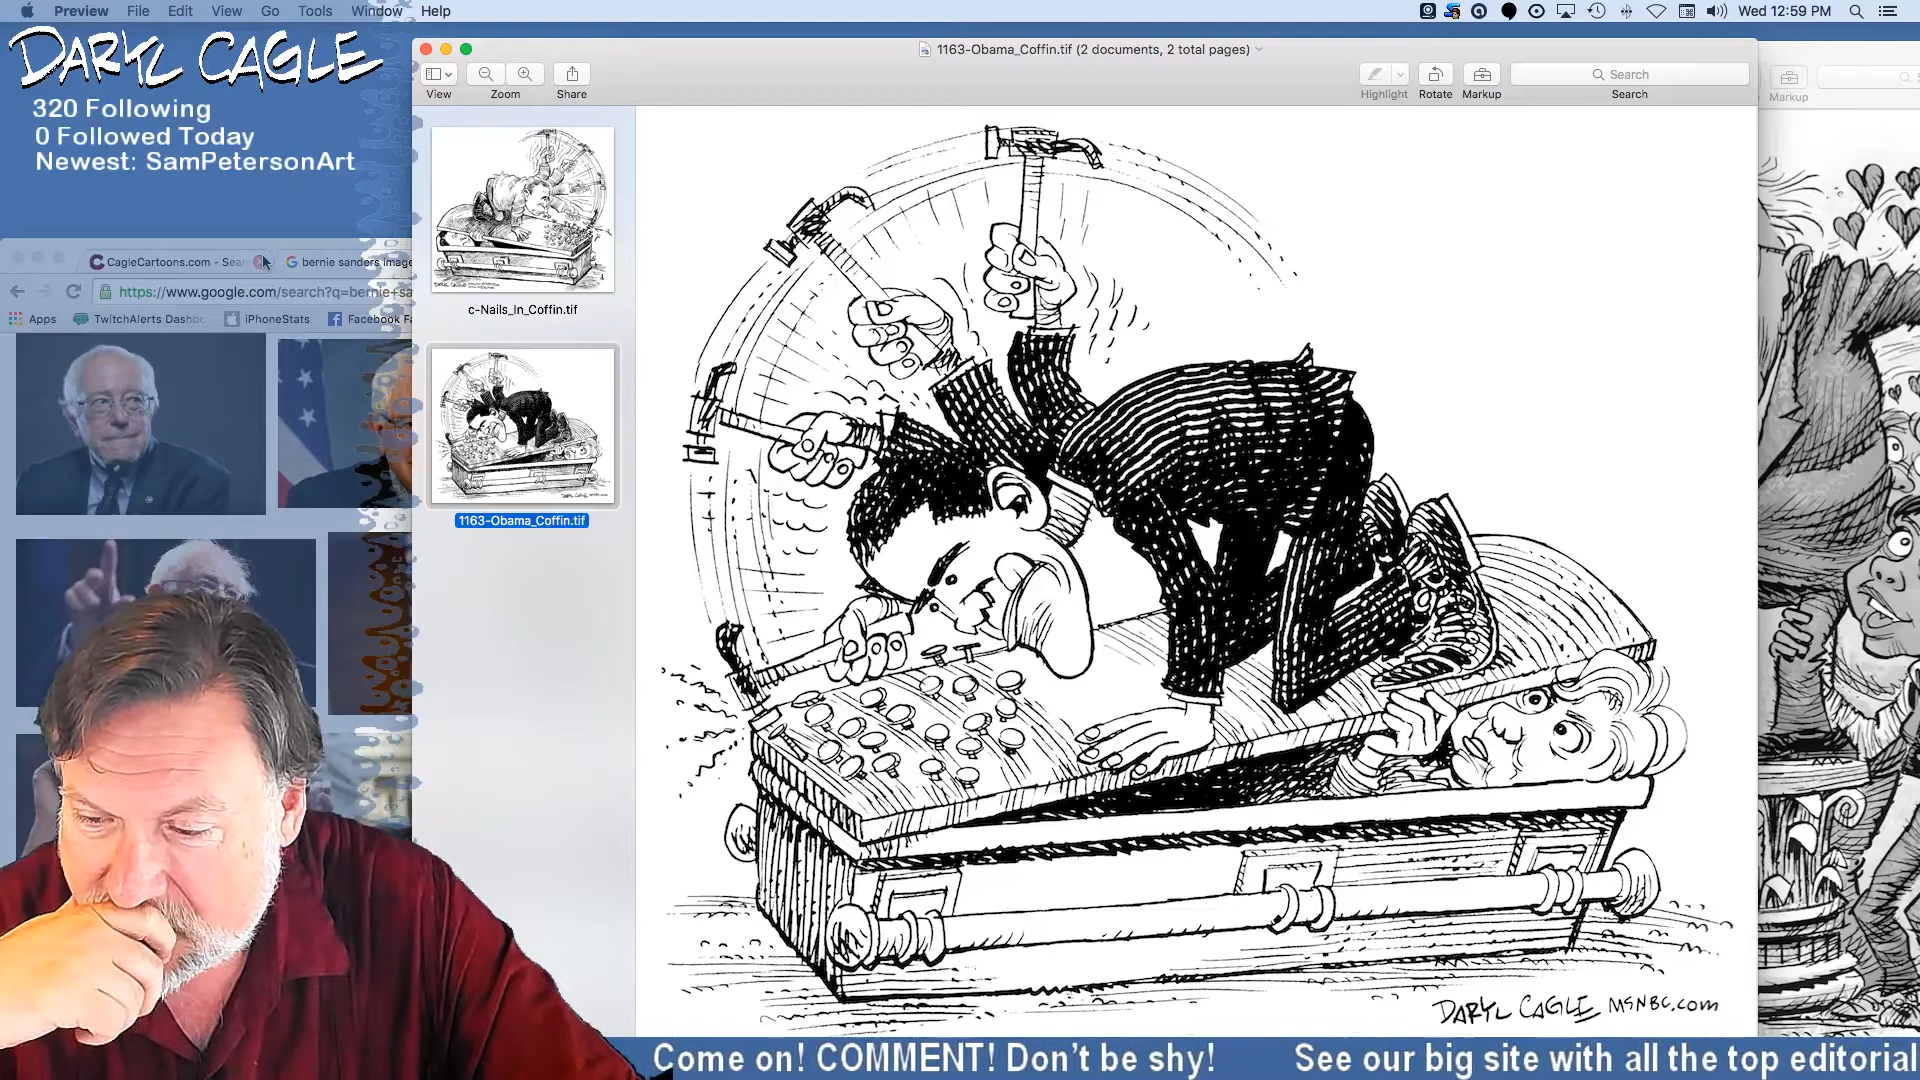 Preview File Edit View Go Tools Window Help
Wed 12:59 PM
DARYL CAGLE
320 Following
0 Followed Today
Newest: SamPetersonArt
1163-Obama_Coffin.tif (2 documents, 2 total pages)
View
Zoom
Share
Highlight
Rotate
Markup
Search
Search
Markup
CagleCartoons.com - Sear
bernie sanders image
https://www.google.com/search?q=bernie+sa
Apps
TwitchAlerts Dashbo
iPhoneStats
Facebook Fa
c-Nails_In_Coffin.tif
1163-Obama_Coffin.tif
DARYL CAGLE MSNBC.com
Come on! COMMENT! Don't be shy!
See our big site with all the top editorial